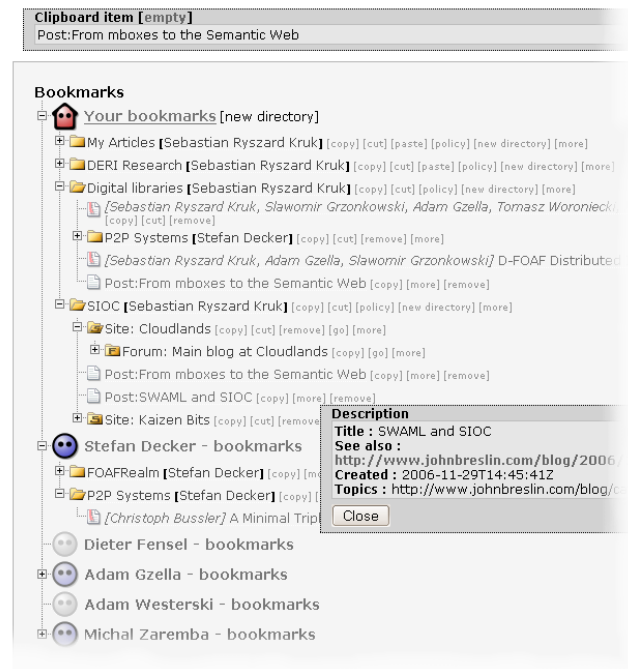 Clipboard item [empty]
Post:From mboxes to the Semantic Web
Bookmarks
Your bookmarks [new directory]
My Articles [Sebastian Ryszard Kruk] [copy] [cut] [paste] [policy] [new directory] [more]
DERI Research [Sebastian Ryszard Kruk] [copy] [cut] [paste] [policy] [new directory] [more]
Digital libraries [Sebastian Ryszard Kruk] [copy] [cut] [policy] [new directory] [more]
[Sebastian Ryszard Kruk, Slawomir Grzonkowski, Adam Gzella, Tomasz Woroniecki,
[copy] [cut] [remove]
P2P Systems [Stefan Decker] [copy] [cut] [remove] [more]
[Sebastian Ryszard Kruk, Adam Gzella, Slawomir Grzonkowski] D-FOAF Distributed
Post:From mboxes to the Semantic Web [copy] [more] [remove]
SIOC [Sebastian Ryszard Kruk] [copy] [cut] [policy] [new directory] [more]
Site: Cloudlands [copy] [cut] [remove] [go] [more]
Forum: Main blog at Cloudlands [copy] [go] [more]
Post:From mboxes to the Semantic Web [copy] [more] [remove]
Post:SWAML and SIOC [copy] [more] [remove]
Site: Kaizen Bits [copy] [cut] [remove
Description
Title : SWAML and SIOC
See also :
http://www.johnbreslin.com/blog/2006/
Created : 2006-11-29T14:45:41Z
Topics : http://www.johnbreslin.com/blog/
Close
Stefan Decker - bookmarks
FOAFRealm [Stefan Decker] [copy] [m
P2P Systems [Stefan Decker] [copy] [
[Christoph Bussler] A Minimal Tripl
Dieter Fensel - bookmarks
Adam Gzella - bookmarks
Adam Westerski - bookmarks
Michal Zaremba - bookmarks